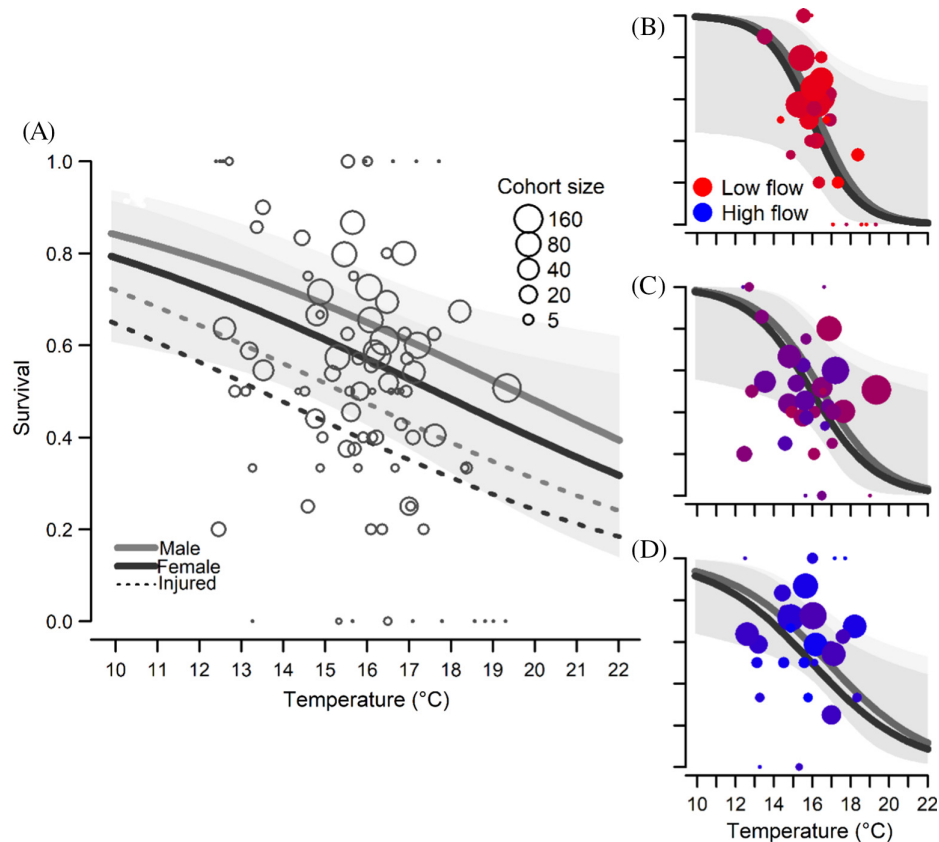 (A)
1.0
0.8
0.6
0.4
0.2
0.0
Survival
Cohort size
160
80
40
20
5
Male
Female
Injured
10 11 12 13 14 15 16 17 18 19 20 21 22
Temperature (°C)
(B)
Low flow
High flow
(C)
(D)
10 12 14 16 18 20 22
Temperature (°C)